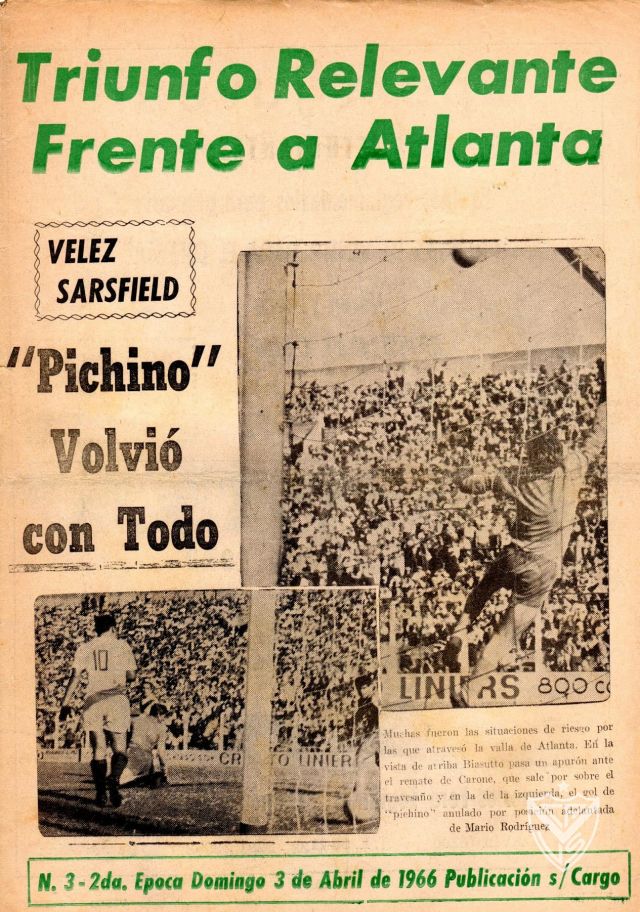 Triunfo Relevante
Frente a Atlanta
VELEZ
SARSFIELD
"Pichino"
Volvió
con Todo
10
LINIERS 800 cc
CREDITO LINIER
Muchas fueron las situaciones de riesgo por
las que atravesó la valla de Atlanta. En la
vista de arriba Biasutto pasa un apurón ante
el remate de Carone, que sale por sobre el
travesaño y en la de la izquierda, el gol de
"pichino" anulado por posición adelantada
de Mario Rodríguez
N. 3 - 2da. Epoca Domingo 3 de Abril de 1966 Publicación s/Cargo